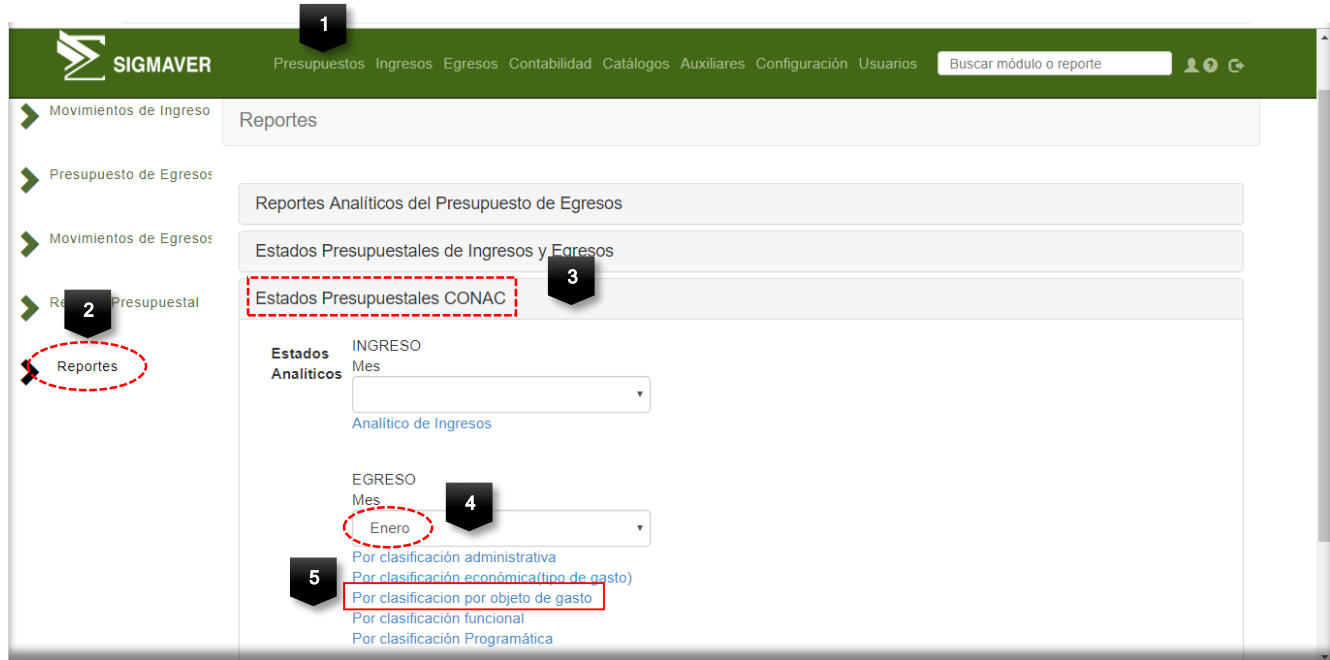 1
SIGMAVER
Presupuestos Ingresos Egresos Contabilidad Catálogos Auxiliares Configuración Usuarios
Buscar módulo o reporte
Movimientos de Ingreso
Presupuesto de Egresos
Movimientos de Egresos
Presupuestal
2
Reportes
Reportes
Reportes Analíticos del Presupuesto de Egresos
Estados Presupuestales de Ingresos y Egresos
3
Estados Presupuestales CONAC
Estados
Analíticos
INGRESO
Mes
Analítico de Ingresos
EGRESO
Mes
4
Enero
Por clasificación administrativa
5
Por clasificación económica(tipo de gasto)
Por clasificacion por objeto de gasto
Por clasificación funcional
Por clasificación Programática